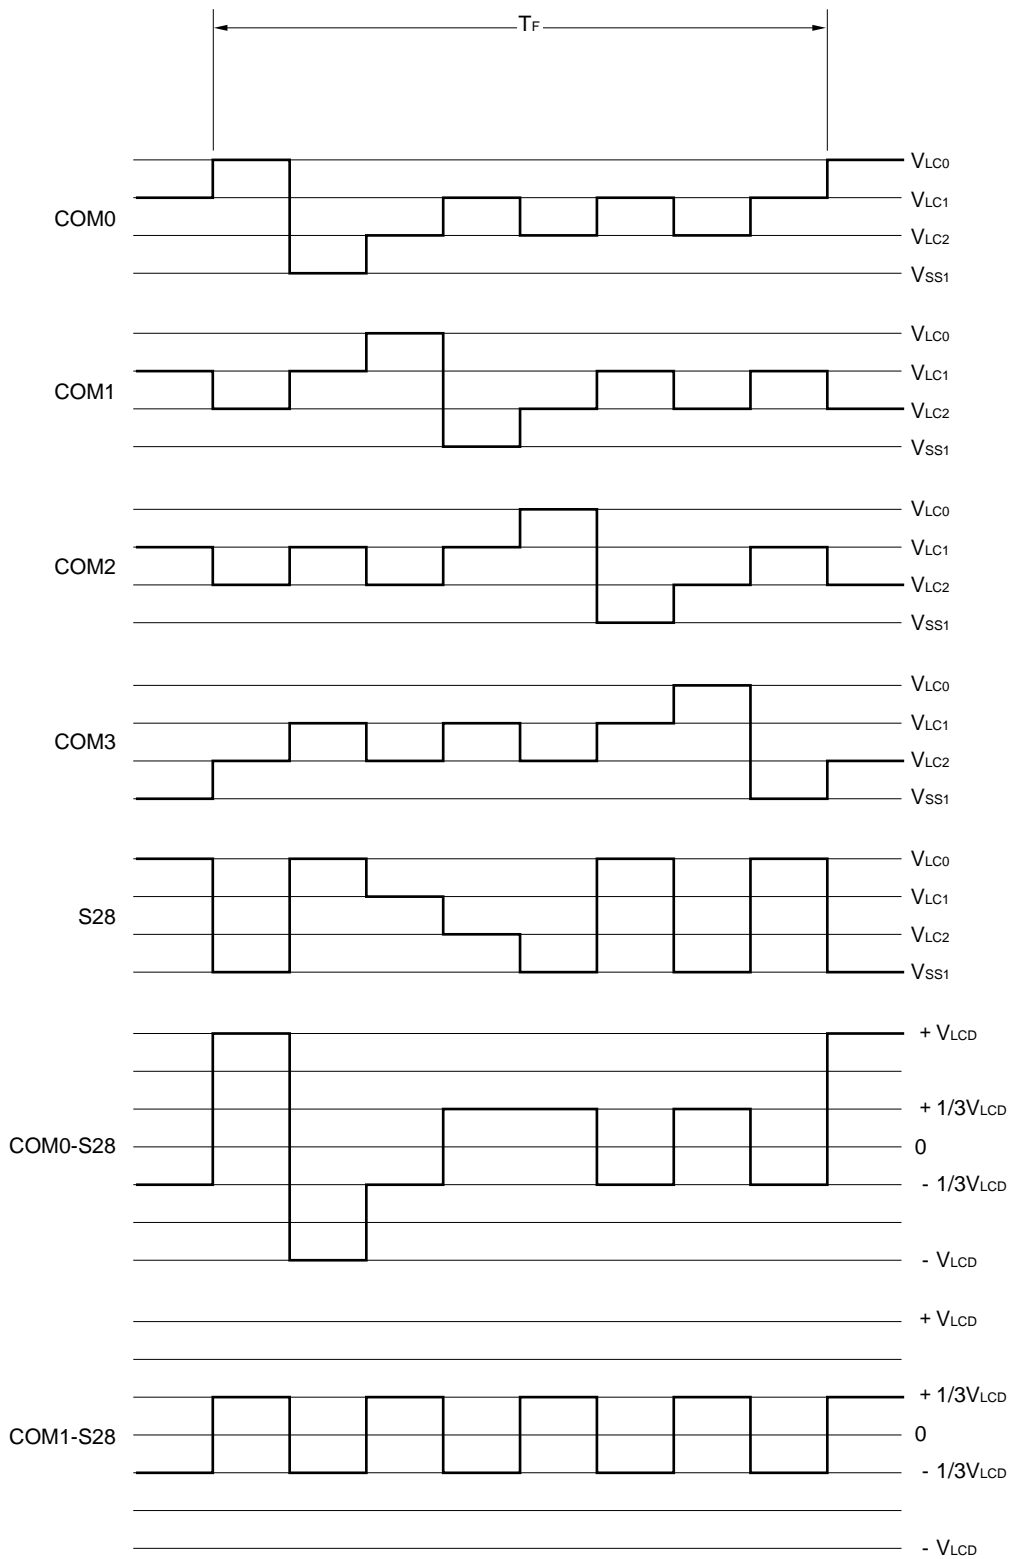 TF
VLC0
VLC1
COM0
VLC2
VSS1
VLC0
VLC1
COM1
VLC2
VSS1
VLC0
VLC1
COM2
VLC2
VSS1
VLC0
VLC1
COM3
VLC2
VSS1
VLC0
VLC1
S28
VLC2
VSS1
+ VLCD
+ 1/3VLCD
COM0-S28
0
- 1/3VLCD
- VLCD
+ VLCD
+ 1/3VLCD
COM1-S28
0
- 1/3VLCD
- VLCD